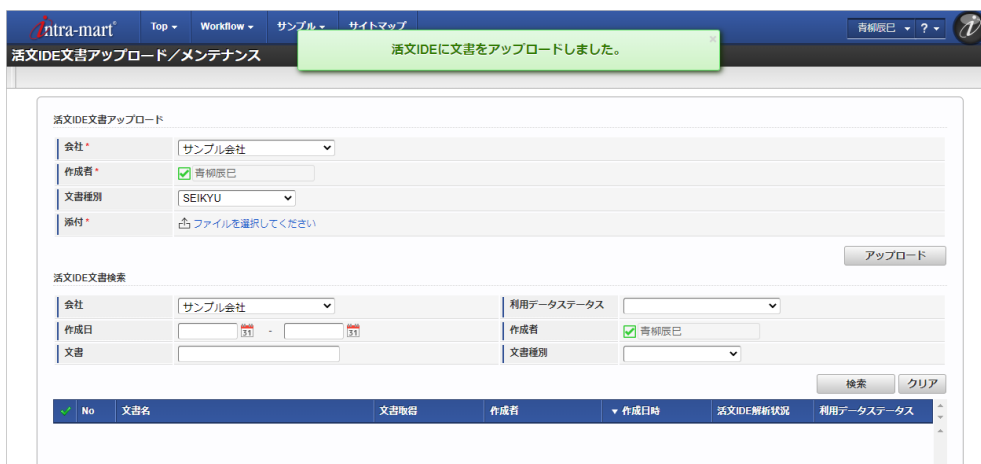 intra-mart® Top Workflow サンプル サイトマップ 青柳辰巳 ?
活文IDE文書アップロード／メンテナンス
活文IDEに文書をアップロードしました。 ×
活文IDE文書アップロード
会社* サンプル会社
作成者* 青柳辰巳
文書種別 SEIKYU
添付* ファイルを選択してください
アップロード
活文IDE文書検索
会社 サンプル会社 利用データステータス
作成日 31 - 31 作成者 青柳辰巳
文書 文書種別
検索 クリア
No 文書名 文書取得 作成者 ▼作成日時 活文IDE解析状況 利用データステータス